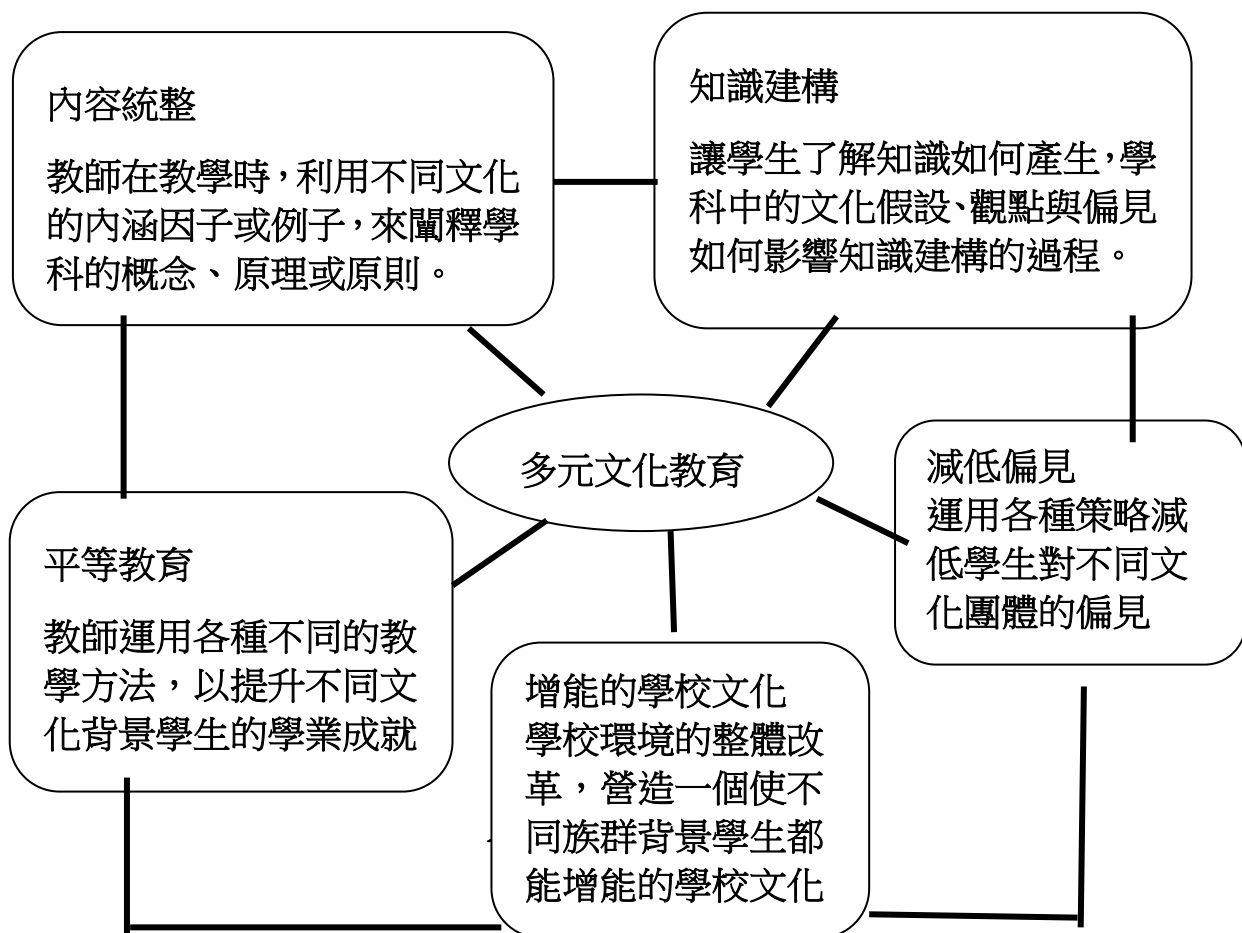 內容統整
教師在教學時，利用不同文化
的內涵因子或例子，來闡釋學
科的概念、原理或原則。
知識建構
讓學生了解知識如何產生，學
科中的文化假設、觀點與偏見
如何影響知識建構的過程。
多元文化教育
減低偏見
運用各種策略減
低學生對不同文
化團體的偏見
平等教育
教師運用各種不同的教
學方法，以提升不同文
化背景學生的學業成就
增能的學校文化
學校環境的整體改
革，營造一個使不
同族群背景學生都
能增能的學校文化